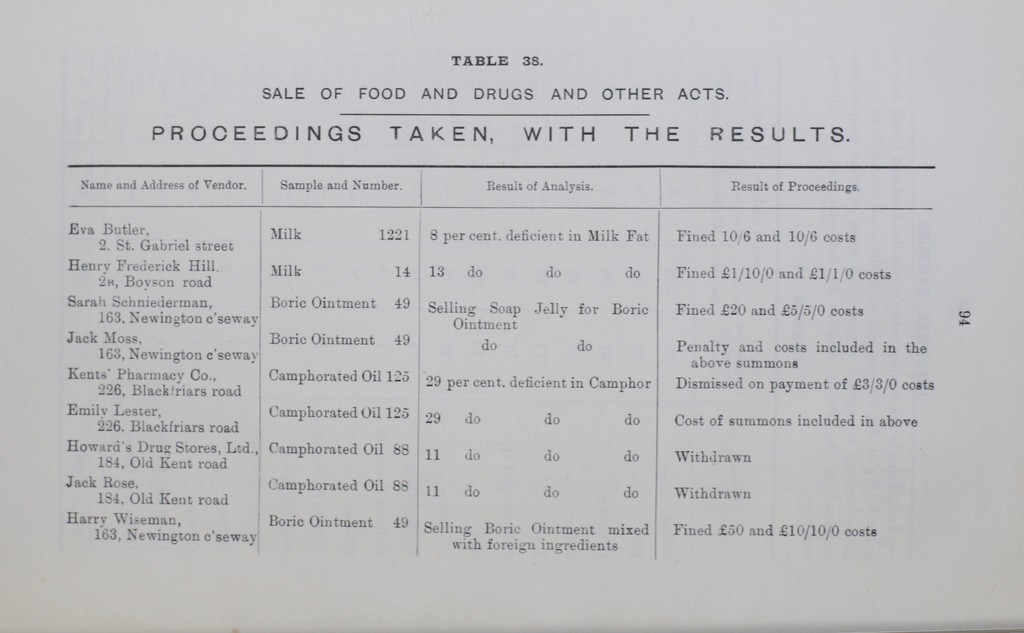 TABLE 38.
SALE OF FOOD AND DRUGS AND OTHER ACTS.
PROCEEDINGS TAKEN, WITH THE RESULTS.
Name and Address of Vendor. Sample and Number. Result of Analysis. Result of Proceedings.
Eva Butler,
2. St. Gabriel street Milk 1221 8 per cent. deficient in Milk Fat Fined 10/6 and 10/6 costs
Henry Frederick Hill.
2H, Boyson road Milk 14 13 do do do Fined £1/10/0 and £1/1/0 costs
Sarah Schniederman,
163, Newington c'seway Boric Ointment 49 Selling Soap Jelly for Boric
Ointment Fined £20 and £5/5/0 costs
Jack Moss,
163, Newington c'seway Boric Ointment 49 do do Penalty and costs included in the
above summons
Kents' Pharmacy Co.,
226, Blackfriars road Camphorated Oil 125 29 per cent. deficient in Camphor Dismissed on payment of £3/3/0 costs
Emily Lester,
226, Blackfriars road Camphorated Oil 125 29 do do do Cost of summons included in above
Howard's Drug Stores, Ltd.,
184, Old Kent road Camphorated Oil 88 11 do do do Withdrawn
Jack Rose,
184, Old Kent road Camphorated Oil 88 11 do do do Withdrawn
Harry Wiseman,
163, Newington c'seway Boric Ointment 49 Selling Boric Ointment mixed
with foreign ingredients Fined £50 and £10/10/0 costs
94